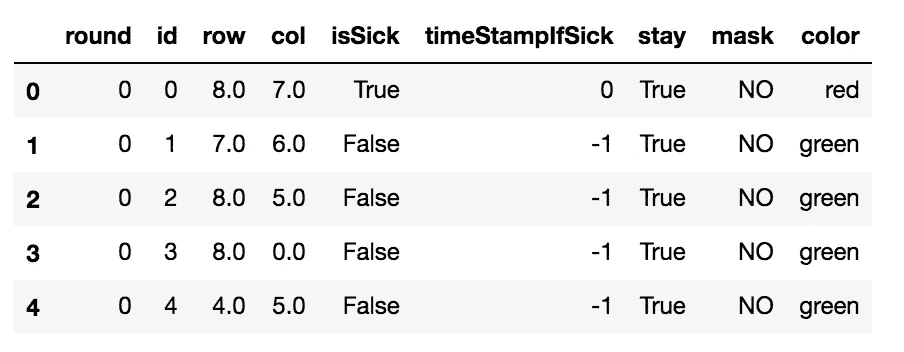 round id row col isSick timeStampIfSick stay mask color
0 0 0 8.0 7.0 True 0 True NO red
1 0 1 7.0 6.0 False -1 True NO green
2 0 2 8.0 5.0 False -1 True NO green
3 0 3 8.0 0.0 False -1 True NO green
4 0 4 4.0 5.0 False -1 True NO green